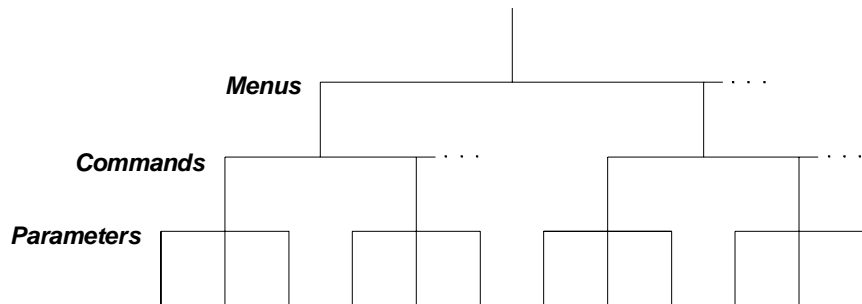 Menus
. . .
Commands
. . .
. . .
Parameters